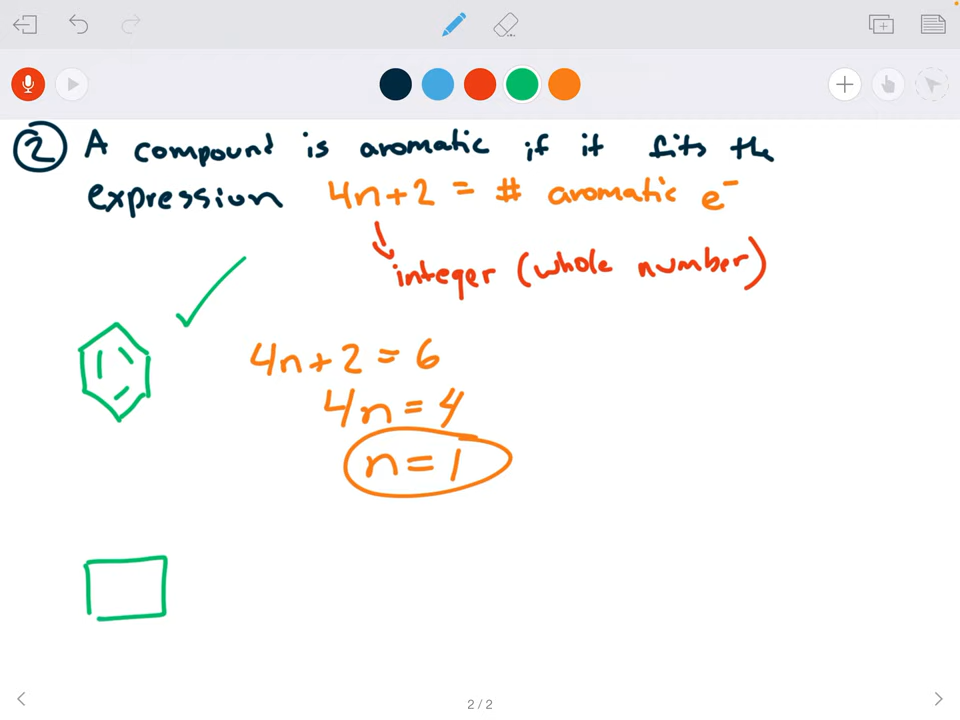 ② A compound is aromatic if it fits the
expression 4n+2 = # aromatic e⁻
integer (whole number)
4n+2 = 6
4n = 4
n = 1
2 / 2